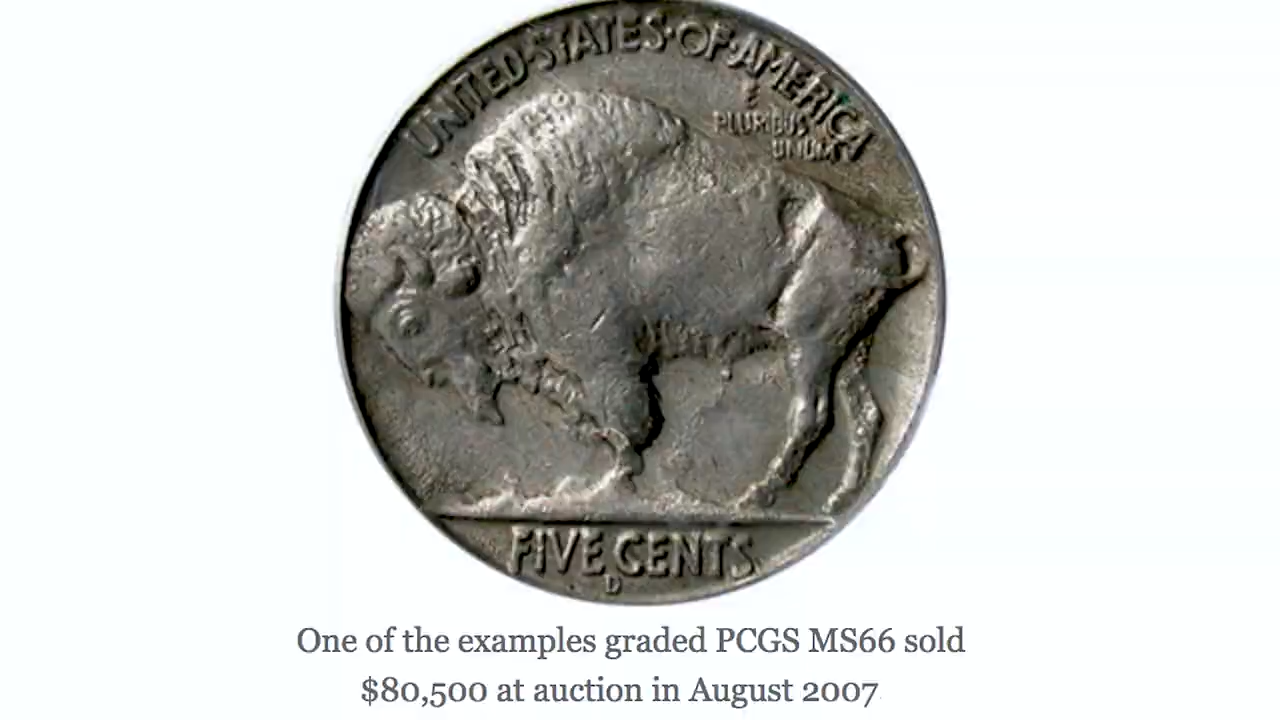 UNITED·STATES·OF·AMERICA
E
PLURIBUS
UNUM
FIVE CENTS
D
One of the examples graded PCGS MS66 sold
$80,500 at auction in August 2007